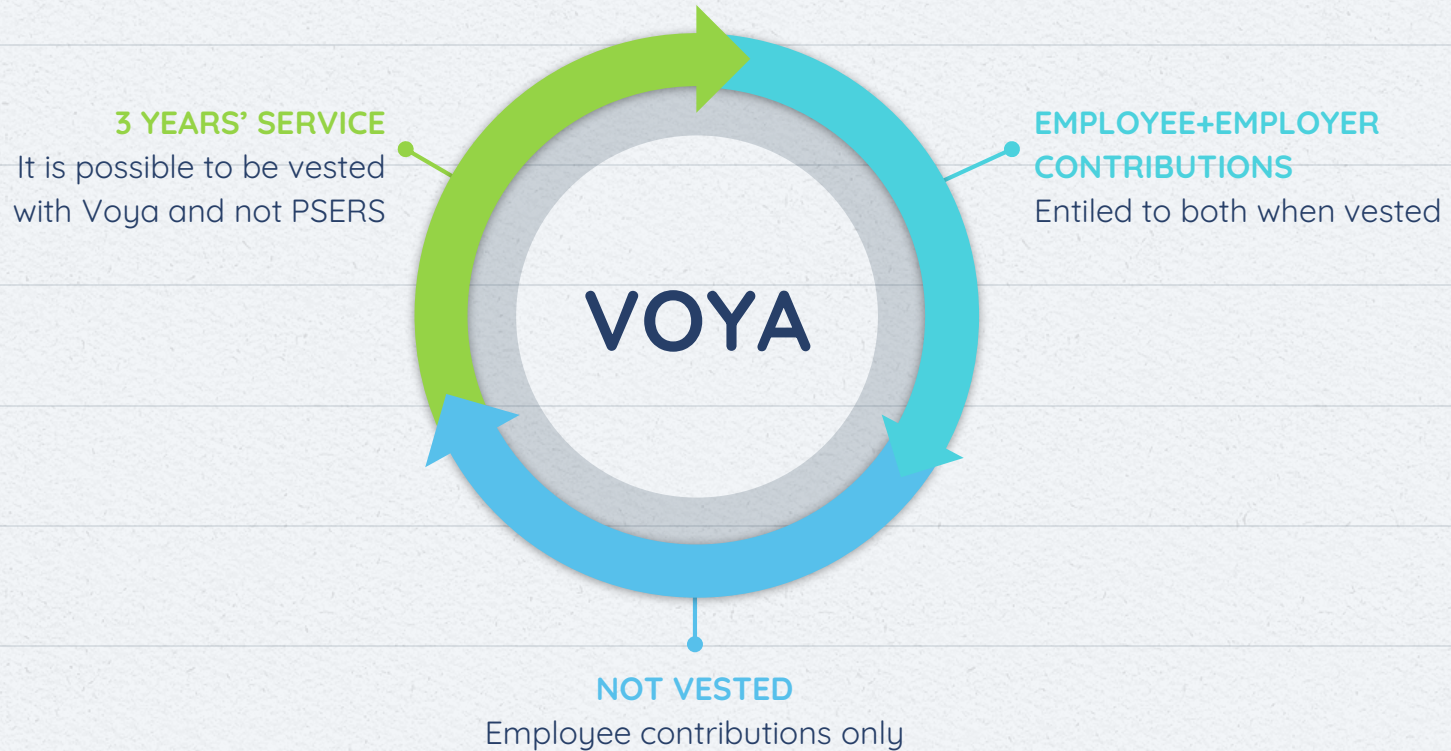 3 YEARS’ SERVICE
It is possible to be vested
with Voya and not PSERS
EMPLOYEE+EMPLOYER
CONTRIBUTIONS
Entiled to both when vested
VOYA
NOT VESTED
Employee contributions only